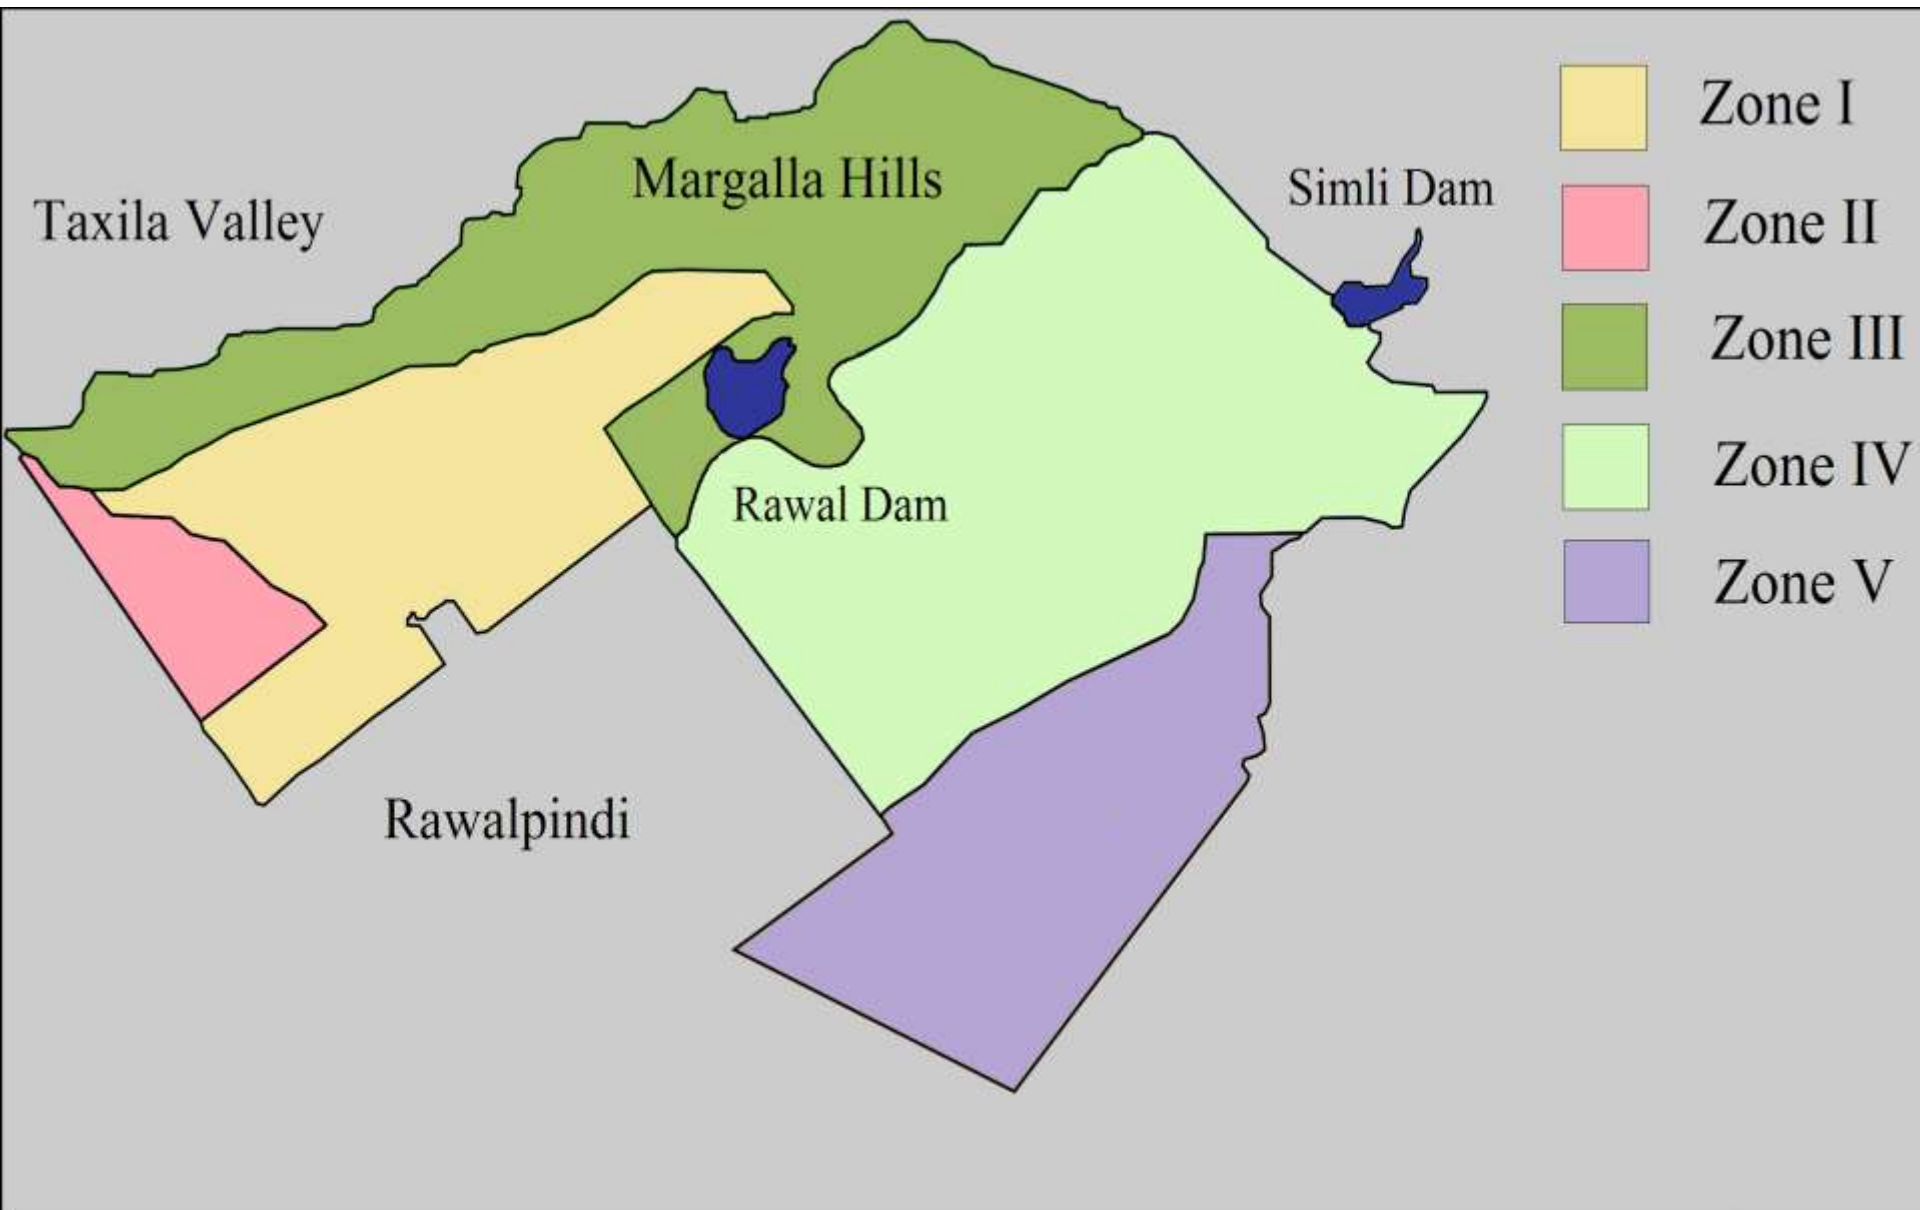 Taxila Valley
Margalla Hills
Simli Dam
Rawal Dam
Rawalpindi
Zone I
Zone II
Zone III
Zone IV
Zone V